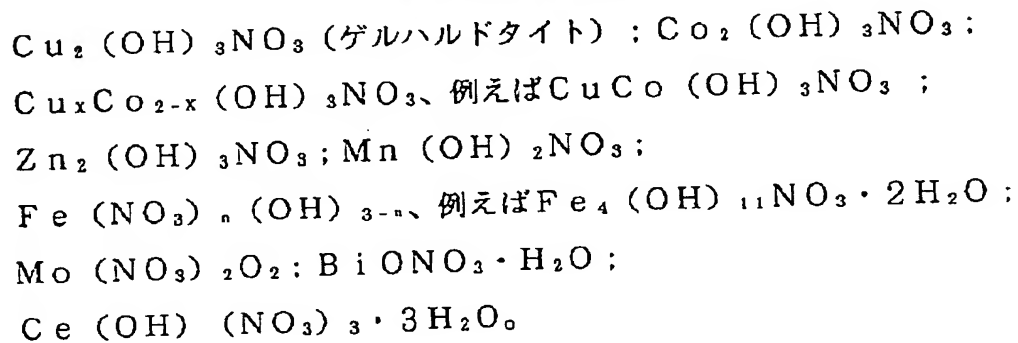 Cu₂(OH)₃NO₃(ゲルハルドタイト);Co₂(OH)₃NO₃;
CuₓCo₂₋ₓ(OH)₃NO₃、例えばCuCo(OH)₃NO₃;
Zn₂(OH)₃NO₃;Mn(OH)₂NO₃;
Fe(NO₃)ₙ(OH)₃₋ₙ、例えばFe₄(OH)₁₁NO₃・2H₂O;
Mo(NO₃)₂O₂;BiONO₃・H₂O;
Ce(OH)(NO₃)₃・3H₂O。